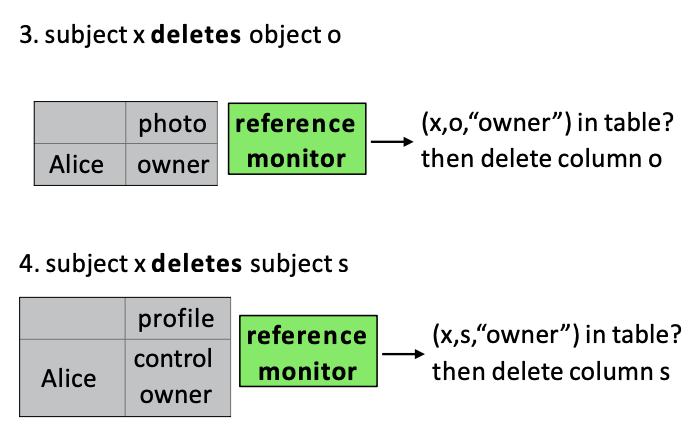 3. subject x deletes object o
photo
Alice owner
reference
monitor
(x,o,“owner”) in table?
then delete column o
4. subject x deletes subject s
profile
Alice
control
owner
reference
monitor
(x,s,“owner”) in table?
then delete column s